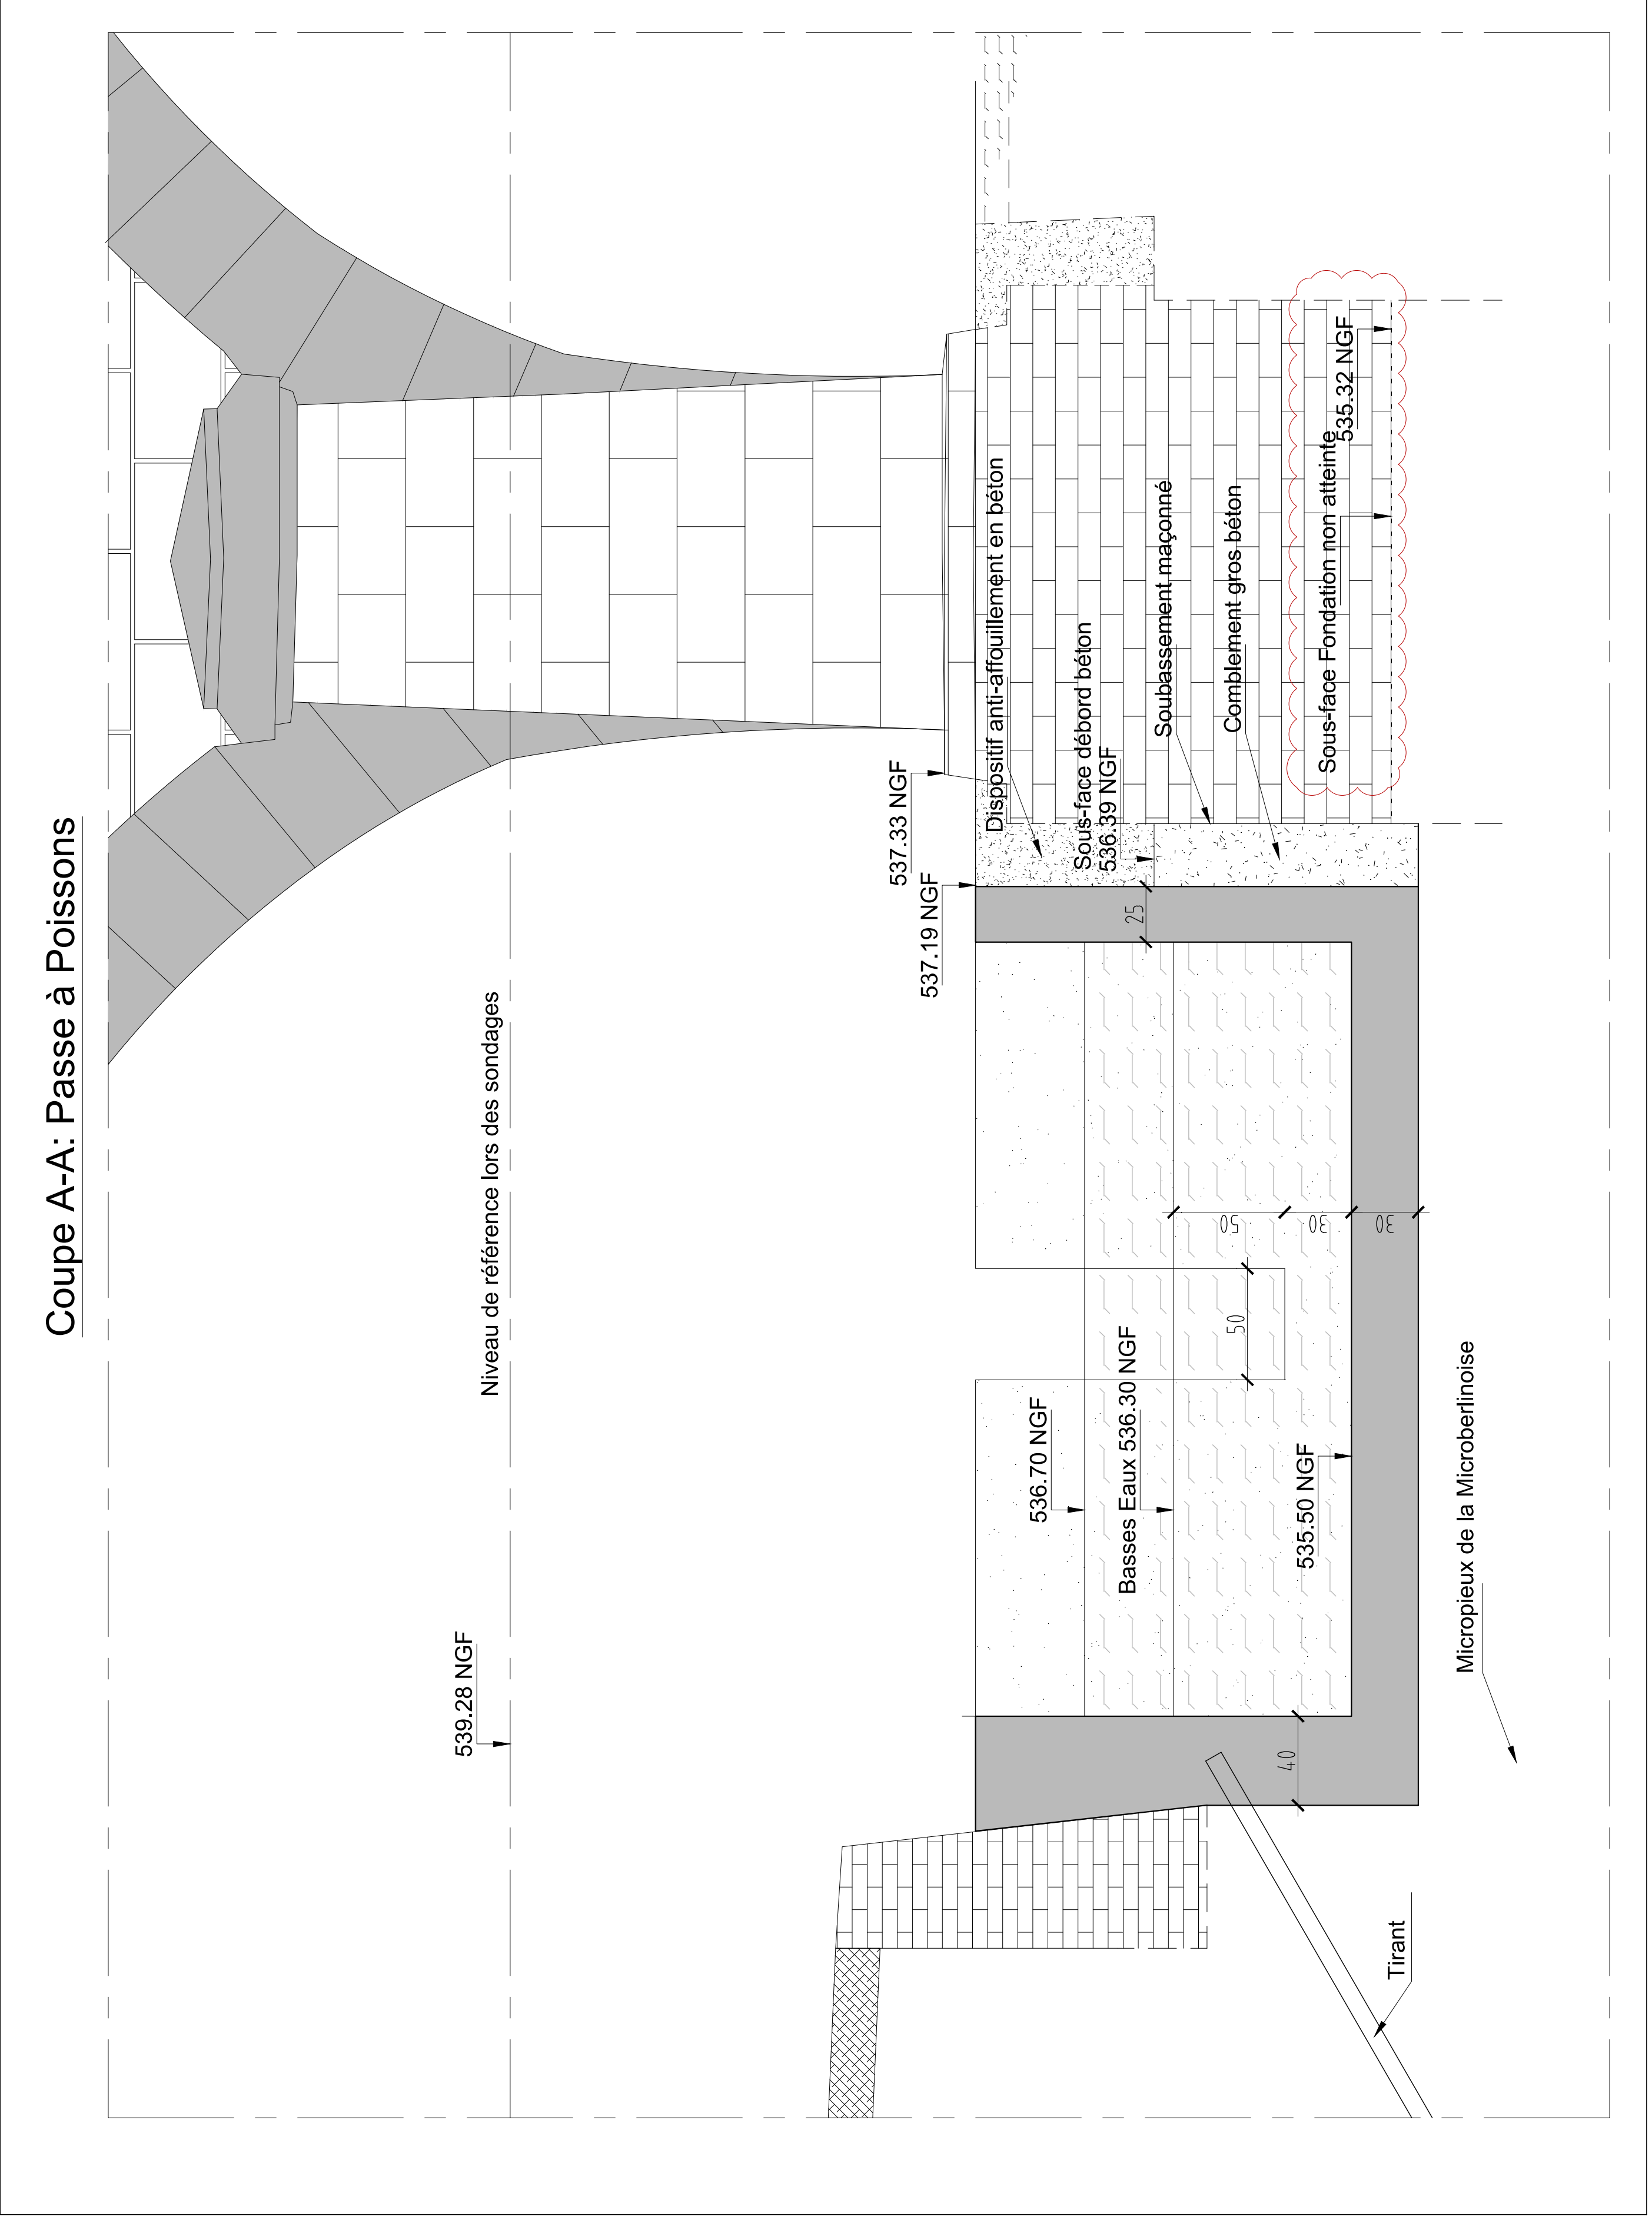 Coupe A-A: Passe à Poissons
539.28 NGF
Niveau de référence lors des sondages
537.33 NGF
537.19 NGF
Dispositif anti-affouillement en béton
536.70 NGF
Sous-face débord béton
536.39 NGF
Basses Eaux 536.30 NGF
25
Soubassement maçonné
Comblement gros béton
50
50
30
30
40
535.50 NGF
Sous-face Fondation non atteinte
535.32 NGF
Tirant
Micropieux de la Microberlinoise